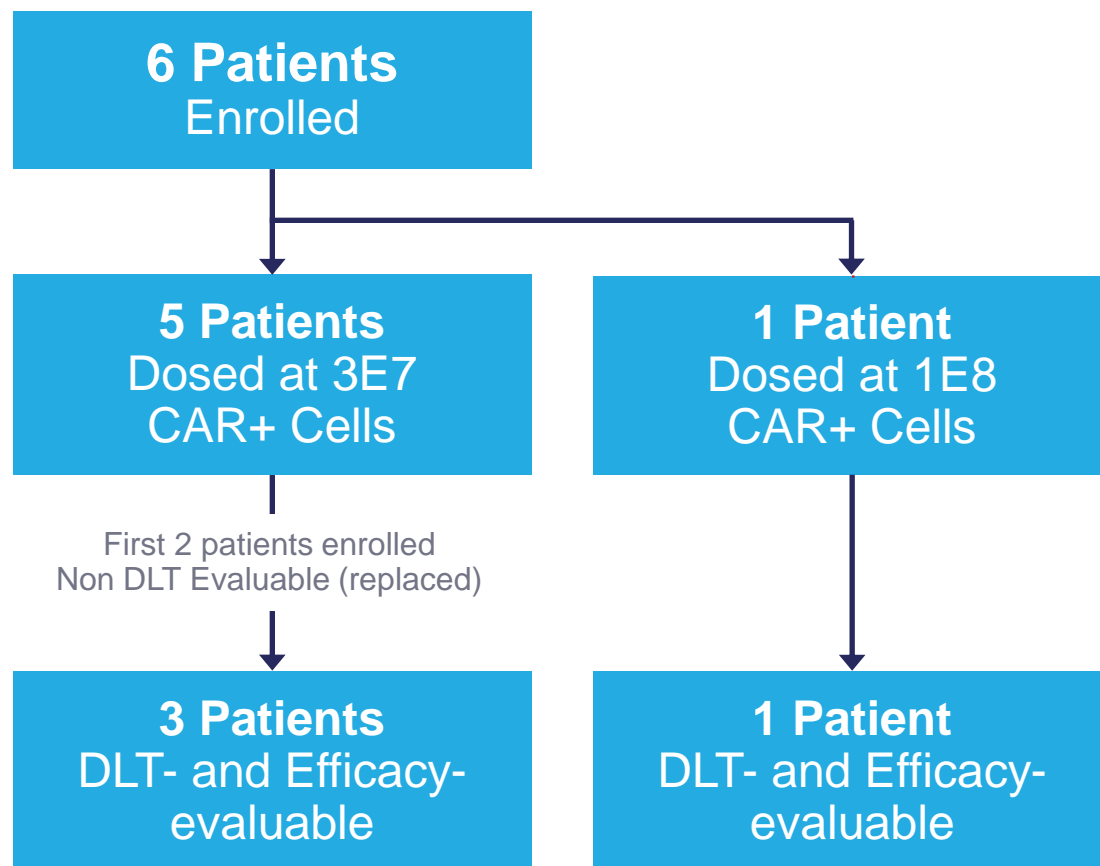 6 Patients
Enrolled
5 Patients
Dosed at 3E7
CAR+ Cells
1 Patient
Dosed at 1E8
CAR+ Cells
First 2 patients enrolled
Non DLT Evaluable (replaced)
3 Patients
DLT- and Efficacy-
evaluable
1 Patient
DLT- and Efficacy-
evaluable